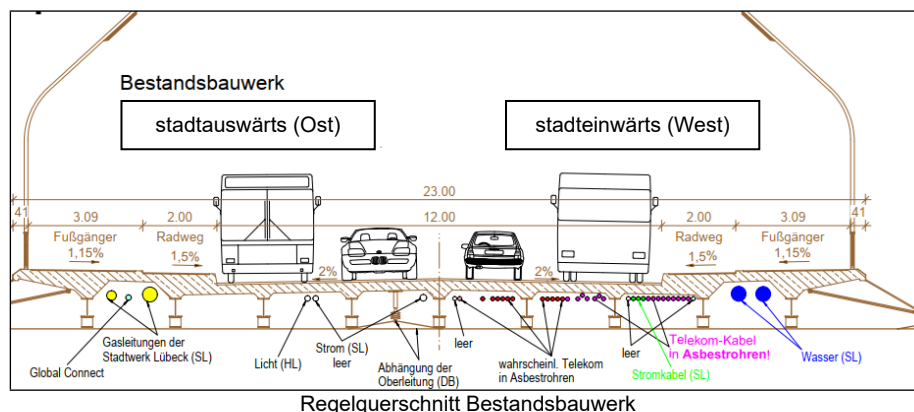 Bestandsbauwerk
stadtauswärts (Ost)
stadteinwärts (West)
23.00
41
3.09
2.00
12.00
2.00
3.09
41
Fußgänger
Radweg
Radweg
Fußgänger
1,15%
1,5%
2%
2%
1,5%
1,15%
Gasleitungen der
Stadtwerk Lübeck (SL)
Global Connect
Licht (HL)
Strom (SL)
leer
Abhängung der
Oberleitung (DB)
leer
wahrscheinl. Telekom
in Asbestrohren
leer
Telekom-Kabel
in Asbestrohren!
Stromkabel (SL)
Wasser (SL)
Regelquerschnitt Bestandsbauwerk